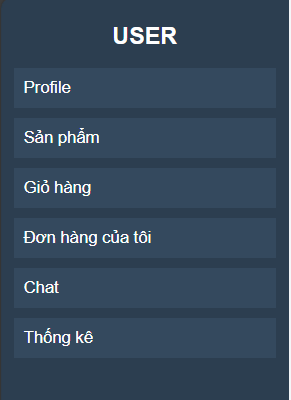 USER
Profile
Sản phẩm
Giỏ hàng
Đơn hàng của tôi
Chat
Thống kê